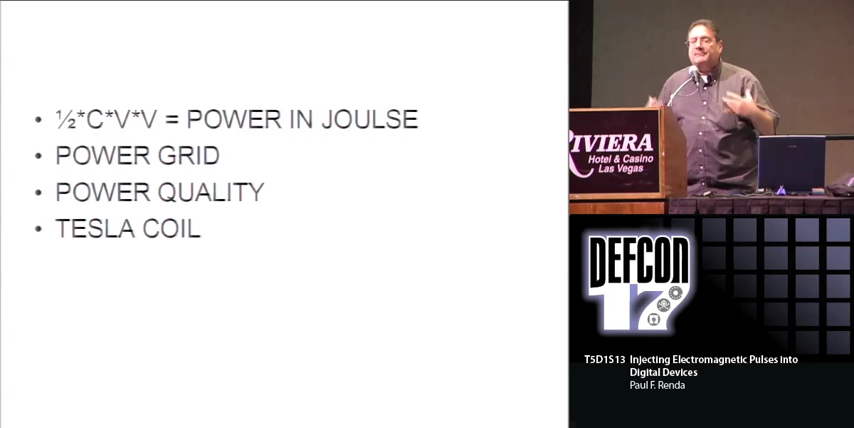 • ½*C*V*V = POWER IN JOULSE
• POWER GRID
• POWER QUALITY
• TESLA COIL
RIVIERA
Hotel & Casino
Las Vegas
DEFCON
17
T5D1S13 Injecting Electromagnetic Pulses into
Digital Devices
Paul F. Renda